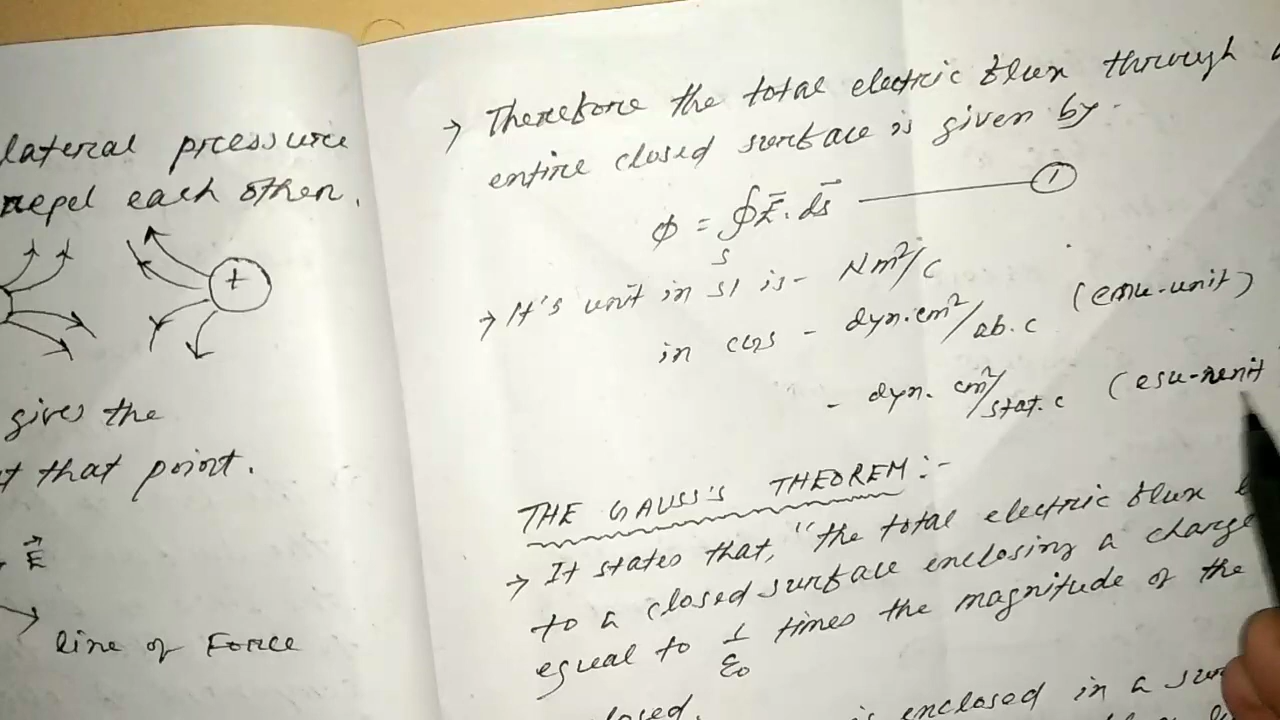 lateral pressure
repel each other.
+
gives the
that point.
E⃗
line of Force
→ Therefore the total electric flux through
entire closed surface is given by -
ϕ = ∮ E⃗. ds⃗ ——— ①
S
→ It's unit in SI is - Nm²/C
in CGS - dyn.cm²/ab.c (emu-unit)
- dyn. cm²/stat.c (esu-unit
THE GAUSS'S THEOREM :-
→ It states that, "the total electric flux
to a closed surface enclosing a charge
equal to 1/ε₀ times the magnitude of the
enclosed in a